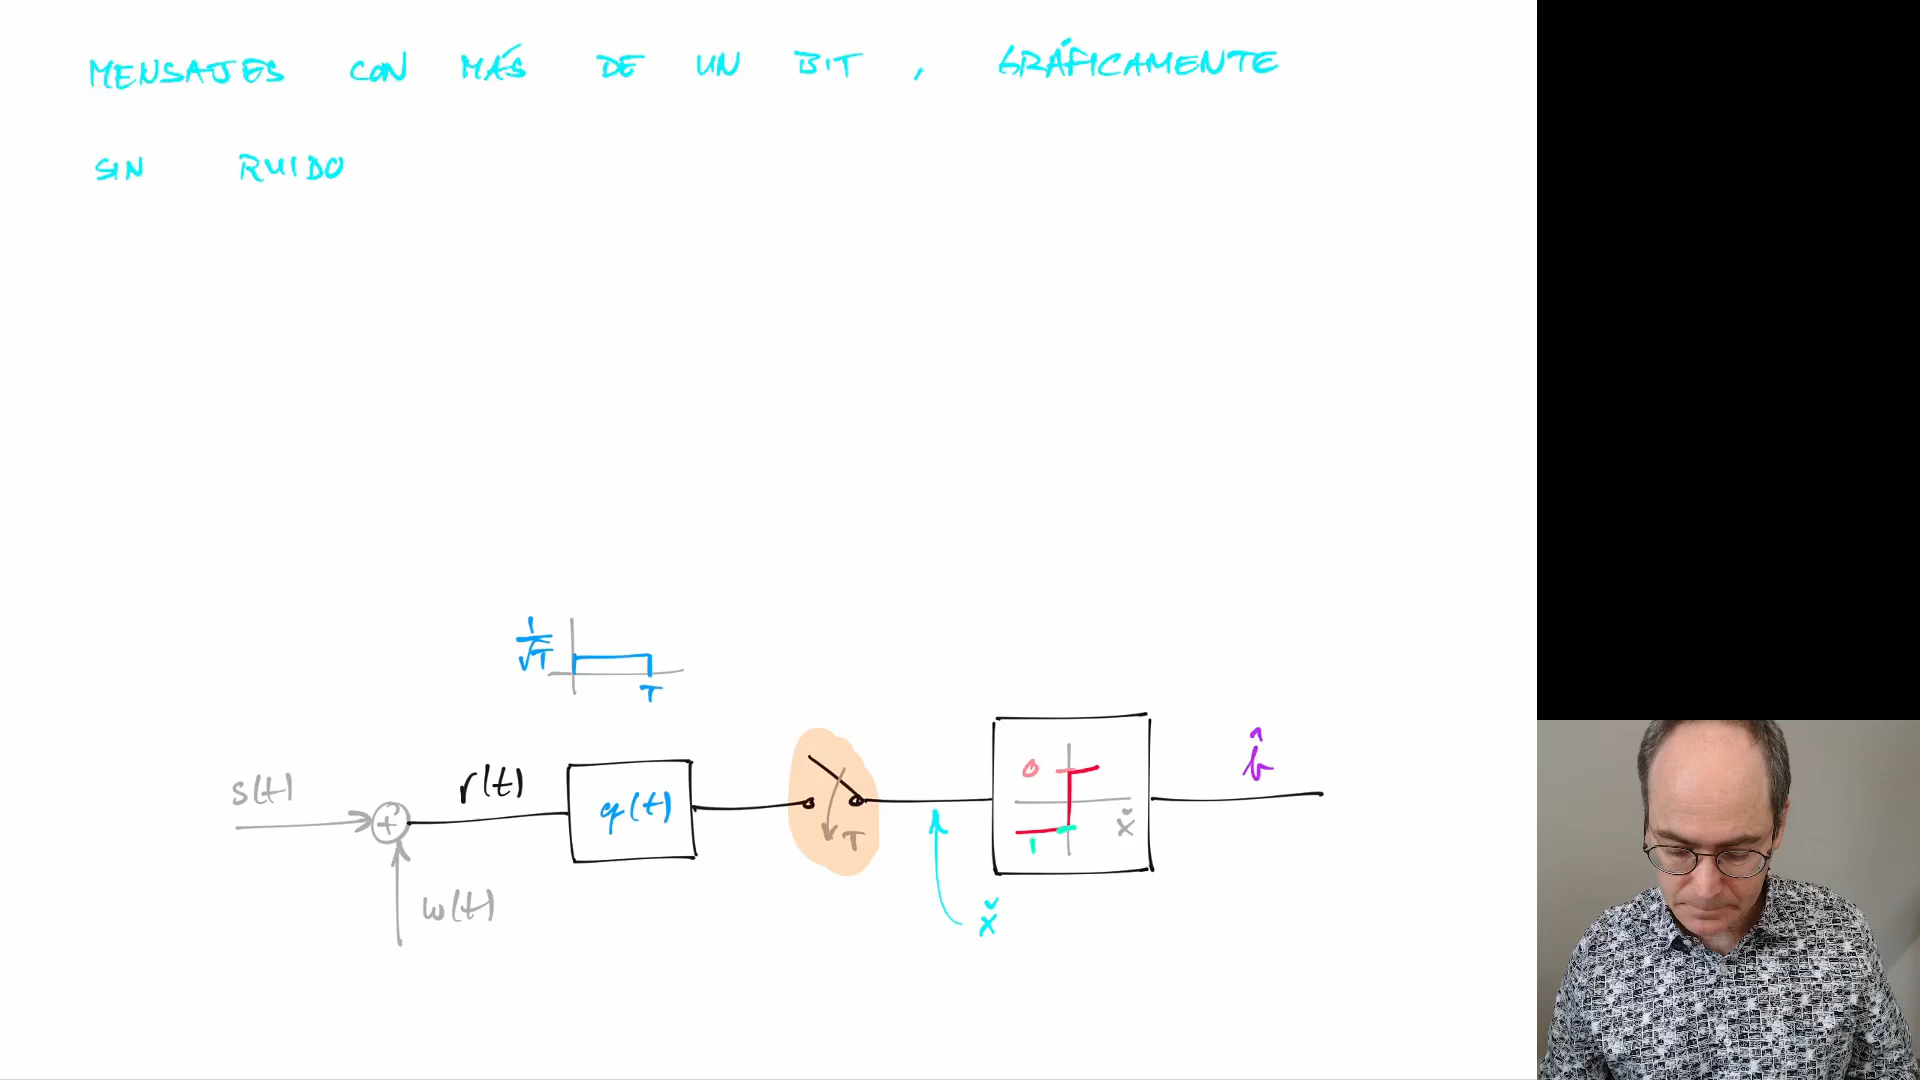 MENSAJES CON MÁS DE UN BIT, GRÁFICAMENTE
SIN RUIDO
1/√T
T
s(t)
+
r(t)
q(t)
T
0
1
x̌
b̂
w(t)
x̌